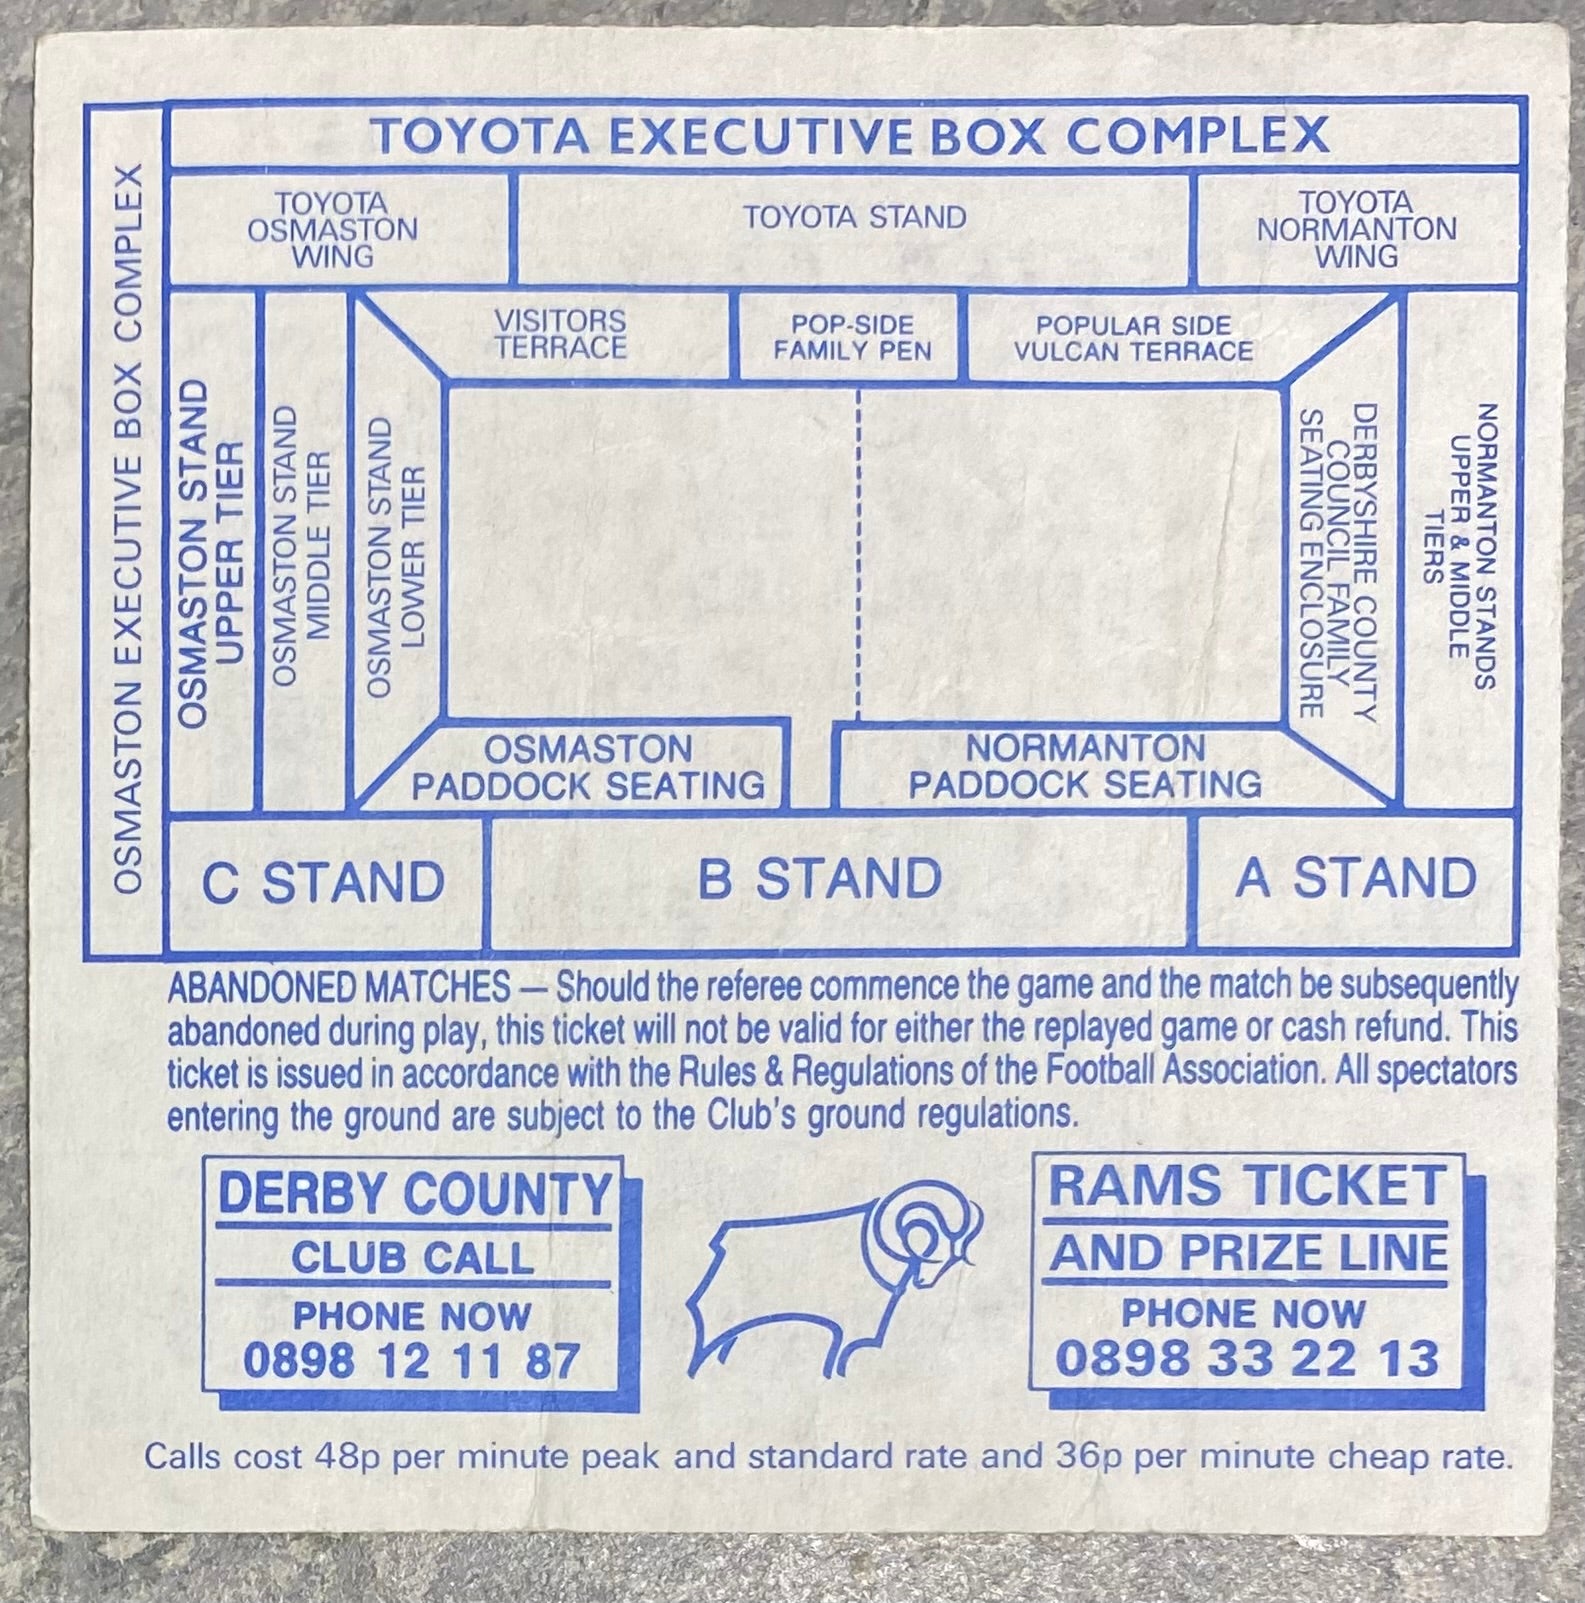 TOYOTA EXECUTIVE BOX COMPLEX
OSMASTON EXECUTIVE BOX COMPLEX
TOYOTA
OSMASTON
WING
TOYOTA STAND
TOYOTA
NORMANTON
WING
VISITORS
TERRACE
POP-SIDE
FAMILY PEN
POPULAR SIDE
VULCAN TERRACE
OSMASTON STAND
UPPER TIER
OSMASTON STAND
MIDDLE TIER
OSMASTON STAND
LOWER TIER
DERBYSHIRE COUNTY
COUNCIL FAMILY
SEATING ENCLOSURE
NORMANTON STANDS
UPPER & MIDDLE
TIERS
OSMASTON
PADDOCK SEATING
NORMANTON
PADDOCK SEATING
C STAND
B STAND
A STAND
ABANDONED MATCHES — Should the referee commence the game and the match be subsequently
abandoned during play, this ticket will not be valid for either the replayed game or cash refund. This
ticket is issued in accordance with the Rules & Regulations of the Football Association. All spectators
entering the ground are subject to the Club's ground regulations.
DERBY COUNTY
CLUB CALL
PHONE NOW
0898 12 11 87
RAMS TICKET
AND PRIZE LINE
PHONE NOW
0898 33 22 13
Calls cost 48p per minute peak and standard rate and 36p per minute cheap rate.